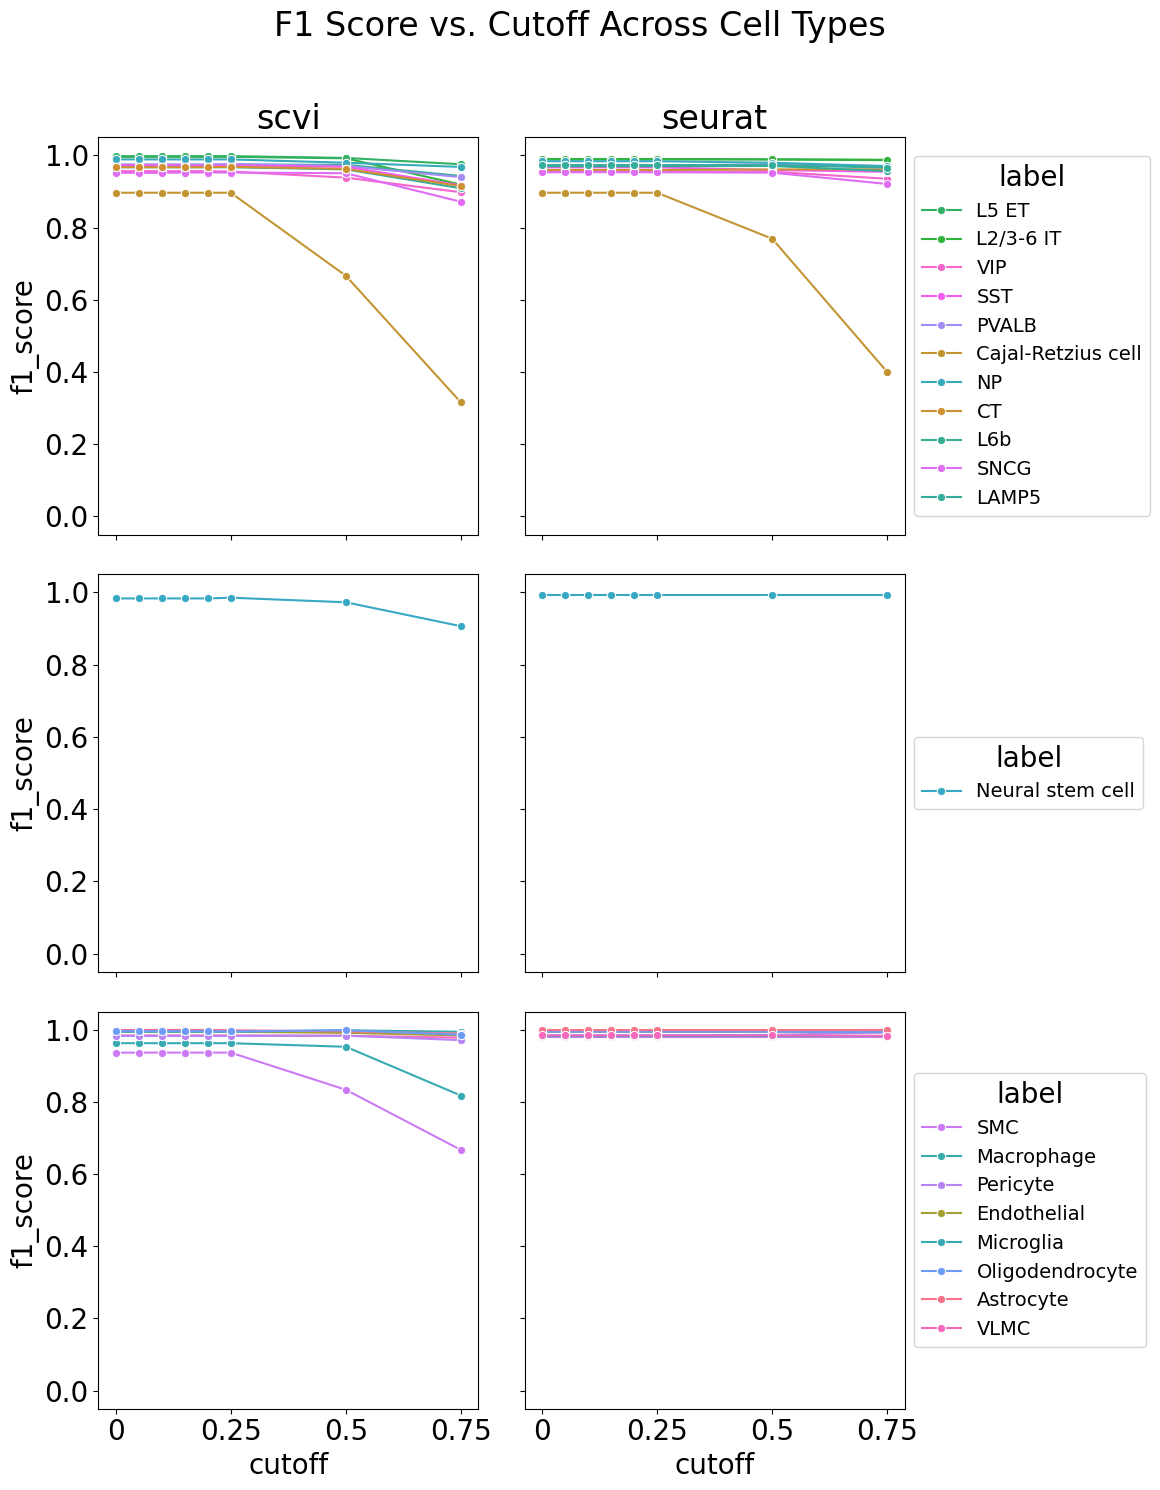 F1 Score vs. Cutoff Across Cell Types
scvi
seurat
1.0
0.8
0.6
0.4
0.2
0.0
f1_score
label
L5 ET
L2/3-6 IT
VIP
SST
PVALB
Cajal-Retzius cell
NP
CT
L6b
SNCG
LAMP5
1.0
0.8
0.6
0.4
0.2
0.0
f1_score
label
Neural stem cell
1.0
0.8
0.6
0.4
0.2
0.0
f1_score
label
SMC
Macrophage
Pericyte
Endothelial
Microglia
Oligodendrocyte
Astrocyte
VLMC
0 0.25 0.5 0.75
cutoff
0 0.25 0.5 0.75
cutoff